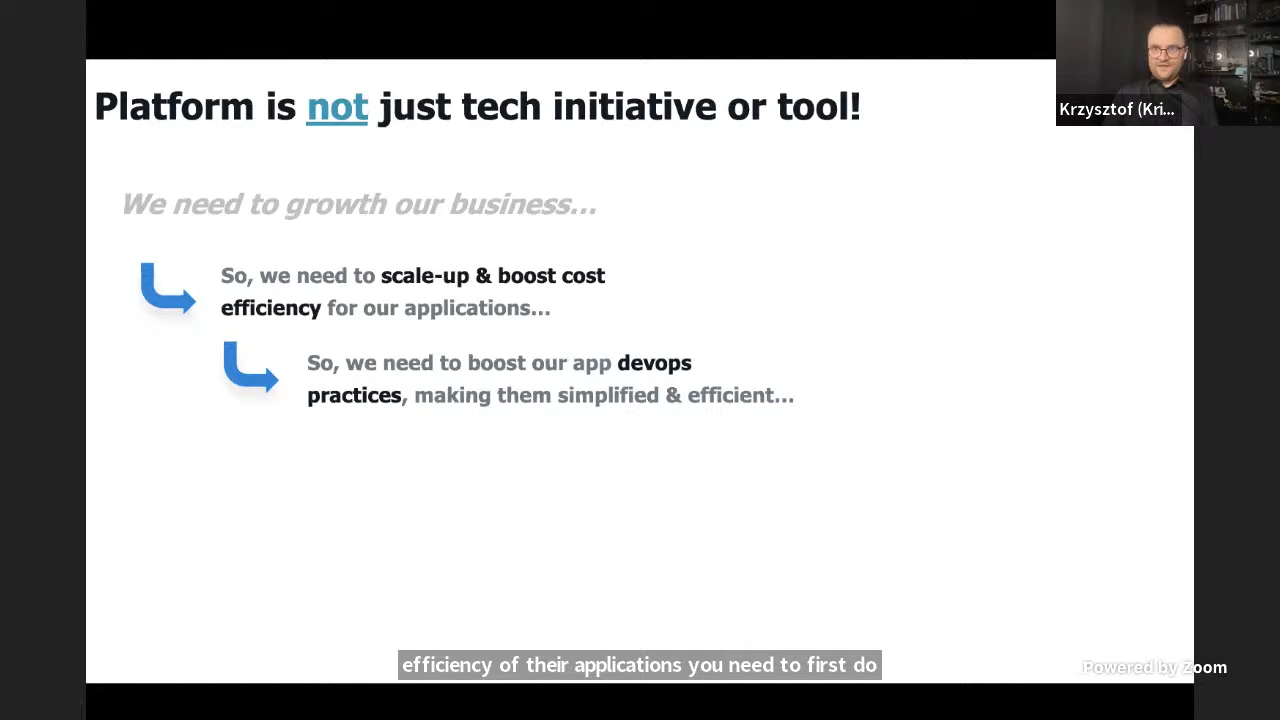 Platform is not just tech initiative or tool!
Krzysztof (Kri...
We need to growth our business...
So, we need to scale-up & boost cost
efficiency for our applications...
So, we need to boost our app devops
practices, making them simplified & efficient...
efficiency of their applications you need to first do
Powered by Zoom